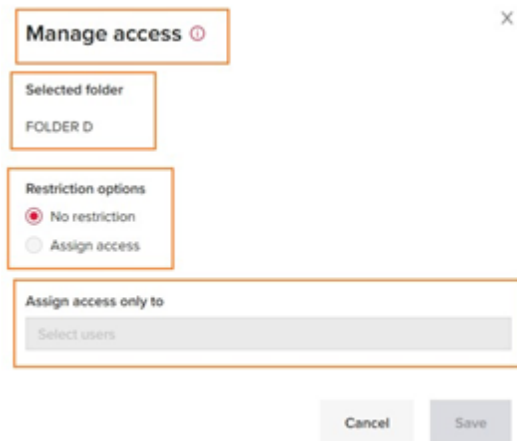 Manage access
Selected folder
FOLDER D
Restriction options
No restriction
Assign access
Assign access only to
Select users
Cancel
Save